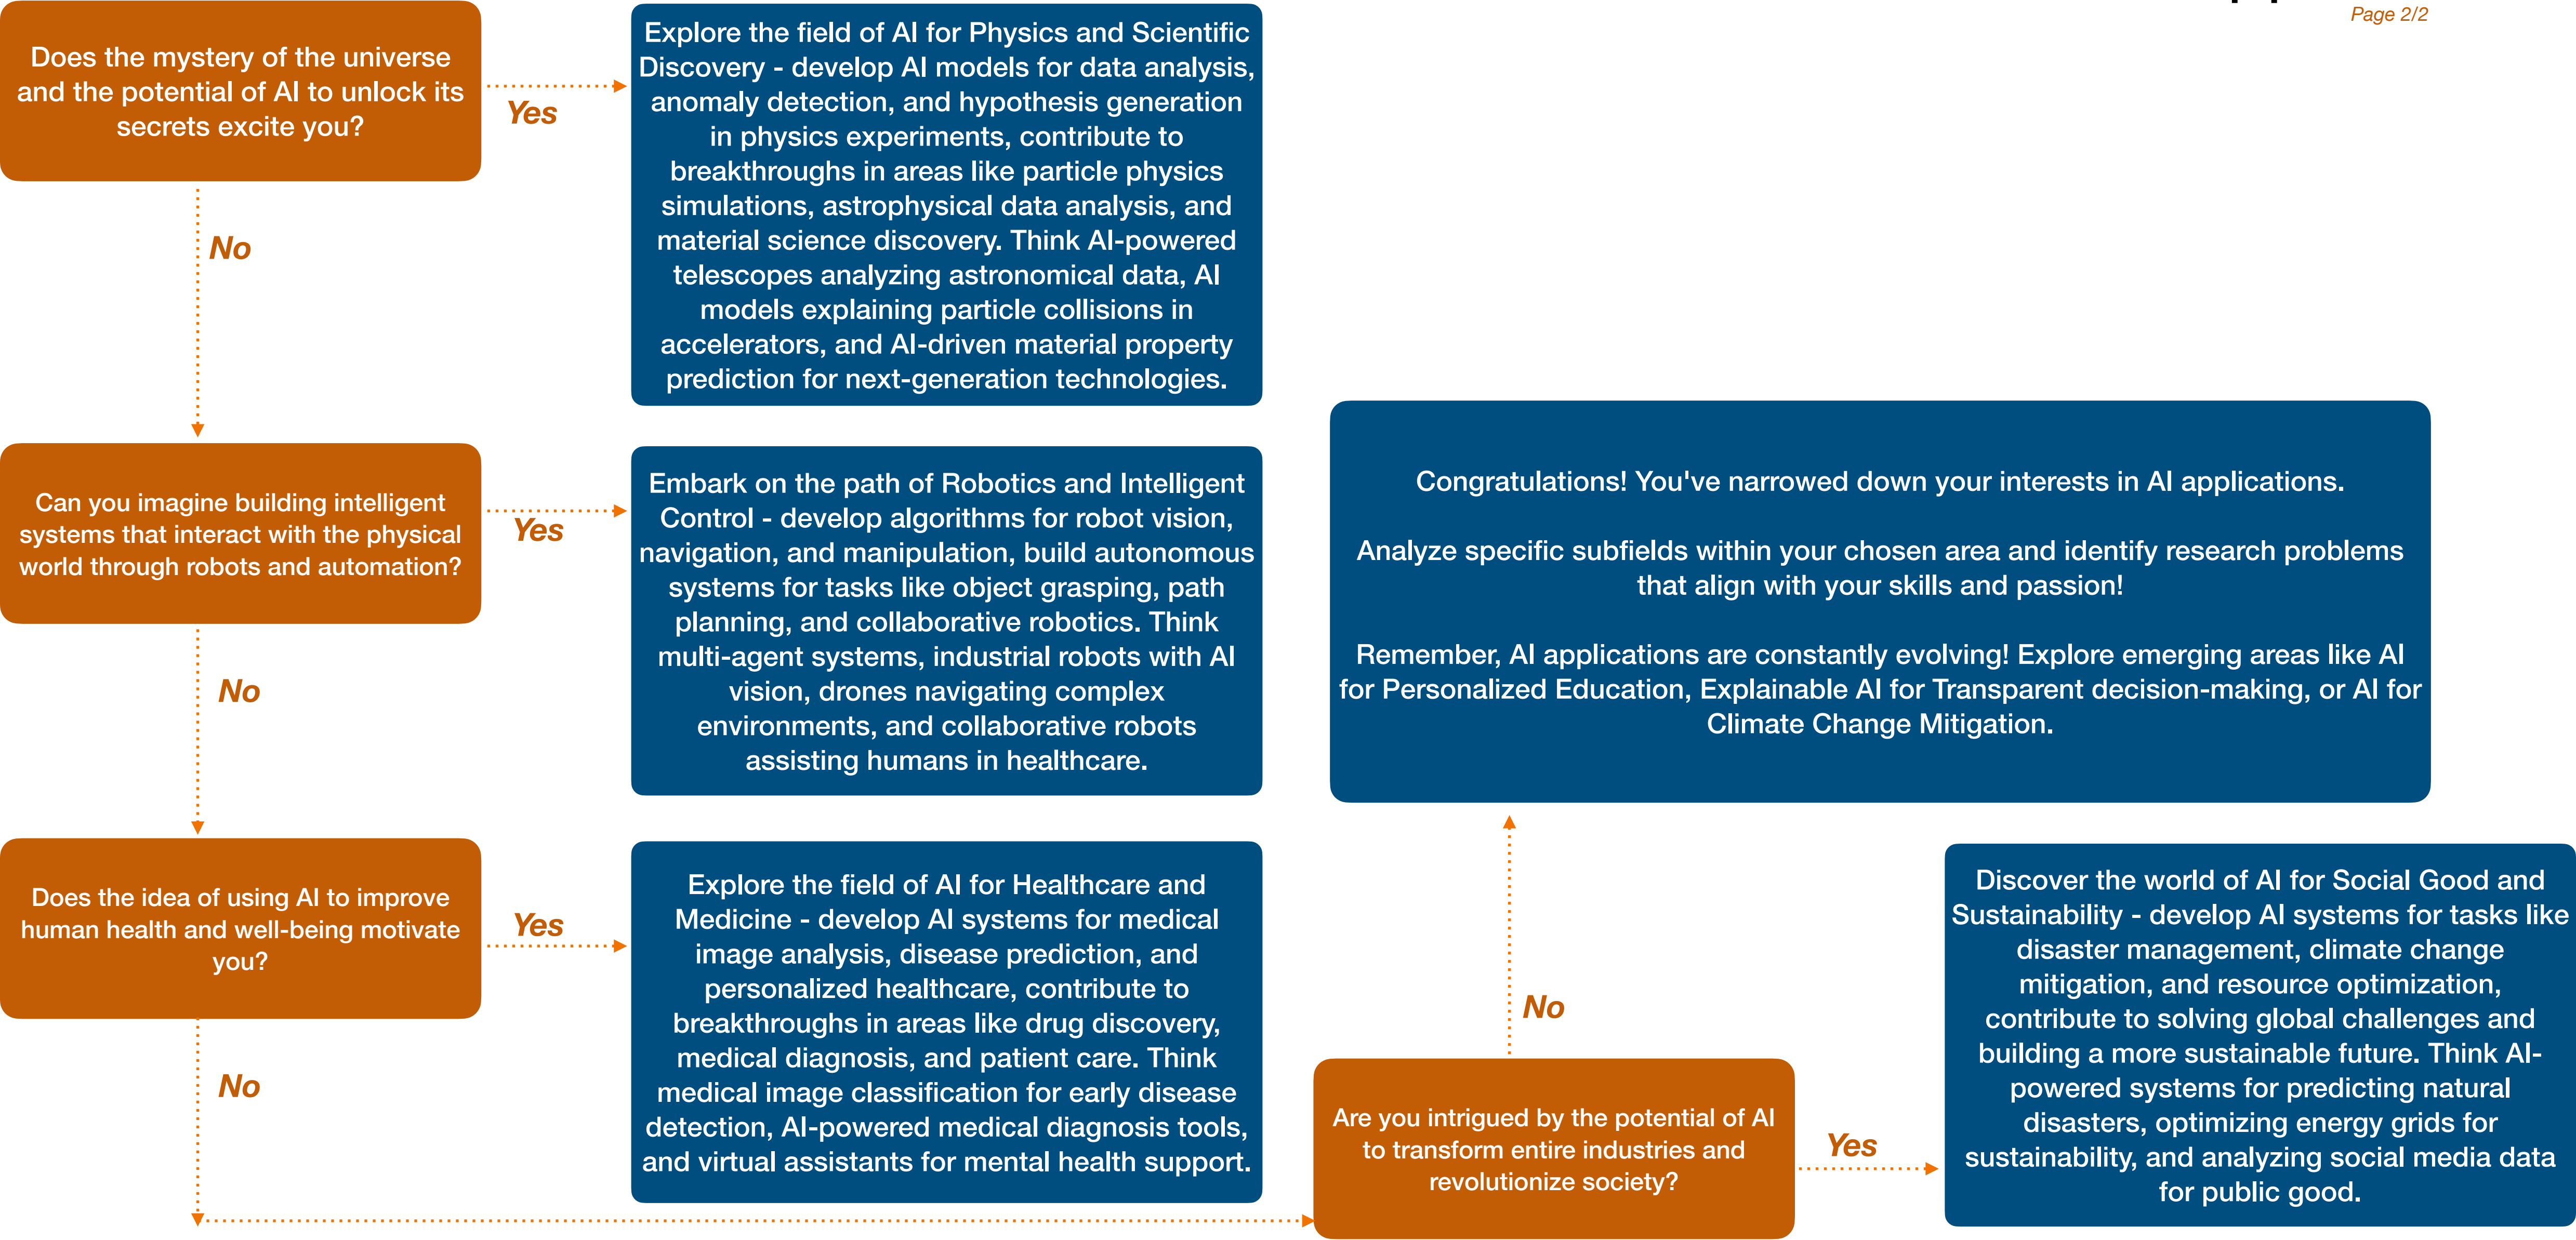 Page 2/2
Does the mystery of the universe
and the potential of AI to unlock its
secrets excite you?
Yes
Explore the field of AI for Physics and Scientific
Discovery - develop AI models for data analysis,
anomaly detection, and hypothesis generation
in physics experiments, contribute to
breakthroughs in areas like particle physics
simulations, astrophysical data analysis, and
material science discovery. Think AI-powered
telescopes analyzing astronomical data, AI
models explaining particle collisions in
accelerators, and AI-driven material property
prediction for next-generation technologies.
No
Can you imagine building intelligent
systems that interact with the physical
world through robots and automation?
Yes
Embark on the path of Robotics and Intelligent
Control - develop algorithms for robot vision,
navigation, and manipulation, build autonomous
systems for tasks like object grasping, path
planning, and collaborative robotics. Think
multi-agent systems, industrial robots with AI
vision, drones navigating complex
environments, and collaborative robots
assisting humans in healthcare.
No
Does the idea of using AI to improve
human health and well-being motivate
you?
Yes
Explore the field of AI for Healthcare and
Medicine - develop AI systems for medical
image analysis, disease prediction, and
personalized healthcare, contribute to
breakthroughs in areas like drug discovery,
medical diagnosis, and patient care. Think
medical image classification for early disease
detection, AI-powered medical diagnosis tools,
and virtual assistants for mental health support.
No
Are you intrigued by the potential of AI
to transform entire industries and
revolutionize society?
Yes
Discover the world of AI for Social Good and
Sustainability - develop AI systems for tasks like
disaster management, climate change
mitigation, and resource optimization,
contribute to solving global challenges and
building a more sustainable future. Think AI-
powered systems for predicting natural
disasters, optimizing energy grids for
sustainability, and analyzing social media data
for public good.
No
Congratulations! You've narrowed down your interests in AI applications.
Analyze specific subfields within your chosen area and identify research problems
that align with your skills and passion!
Remember, AI applications are constantly evolving! Explore emerging areas like AI
for Personalized Education, Explainable AI for Transparent decision-making, or AI for
Climate Change Mitigation.